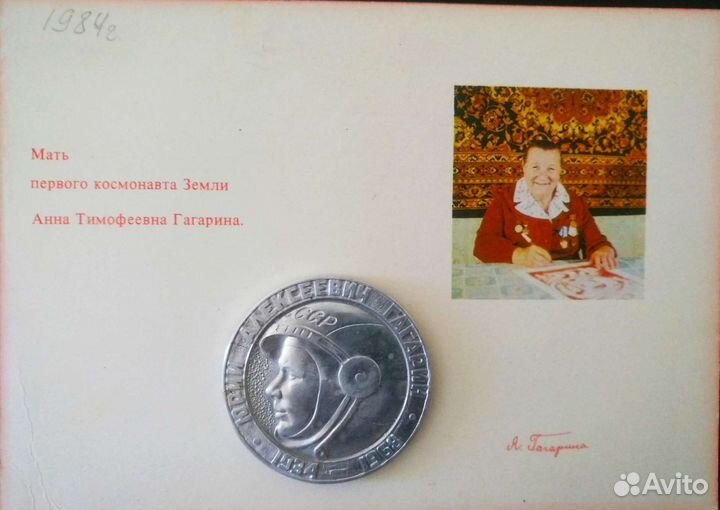 1984г
Мать
первого космонавта Земли
Анна Тимофеевна Гагарина.
ЮРИЙ АЛЕКСЕЕВИЧ ГАГАРИН
СССР
1934 1968
А. Гагарина
Avito